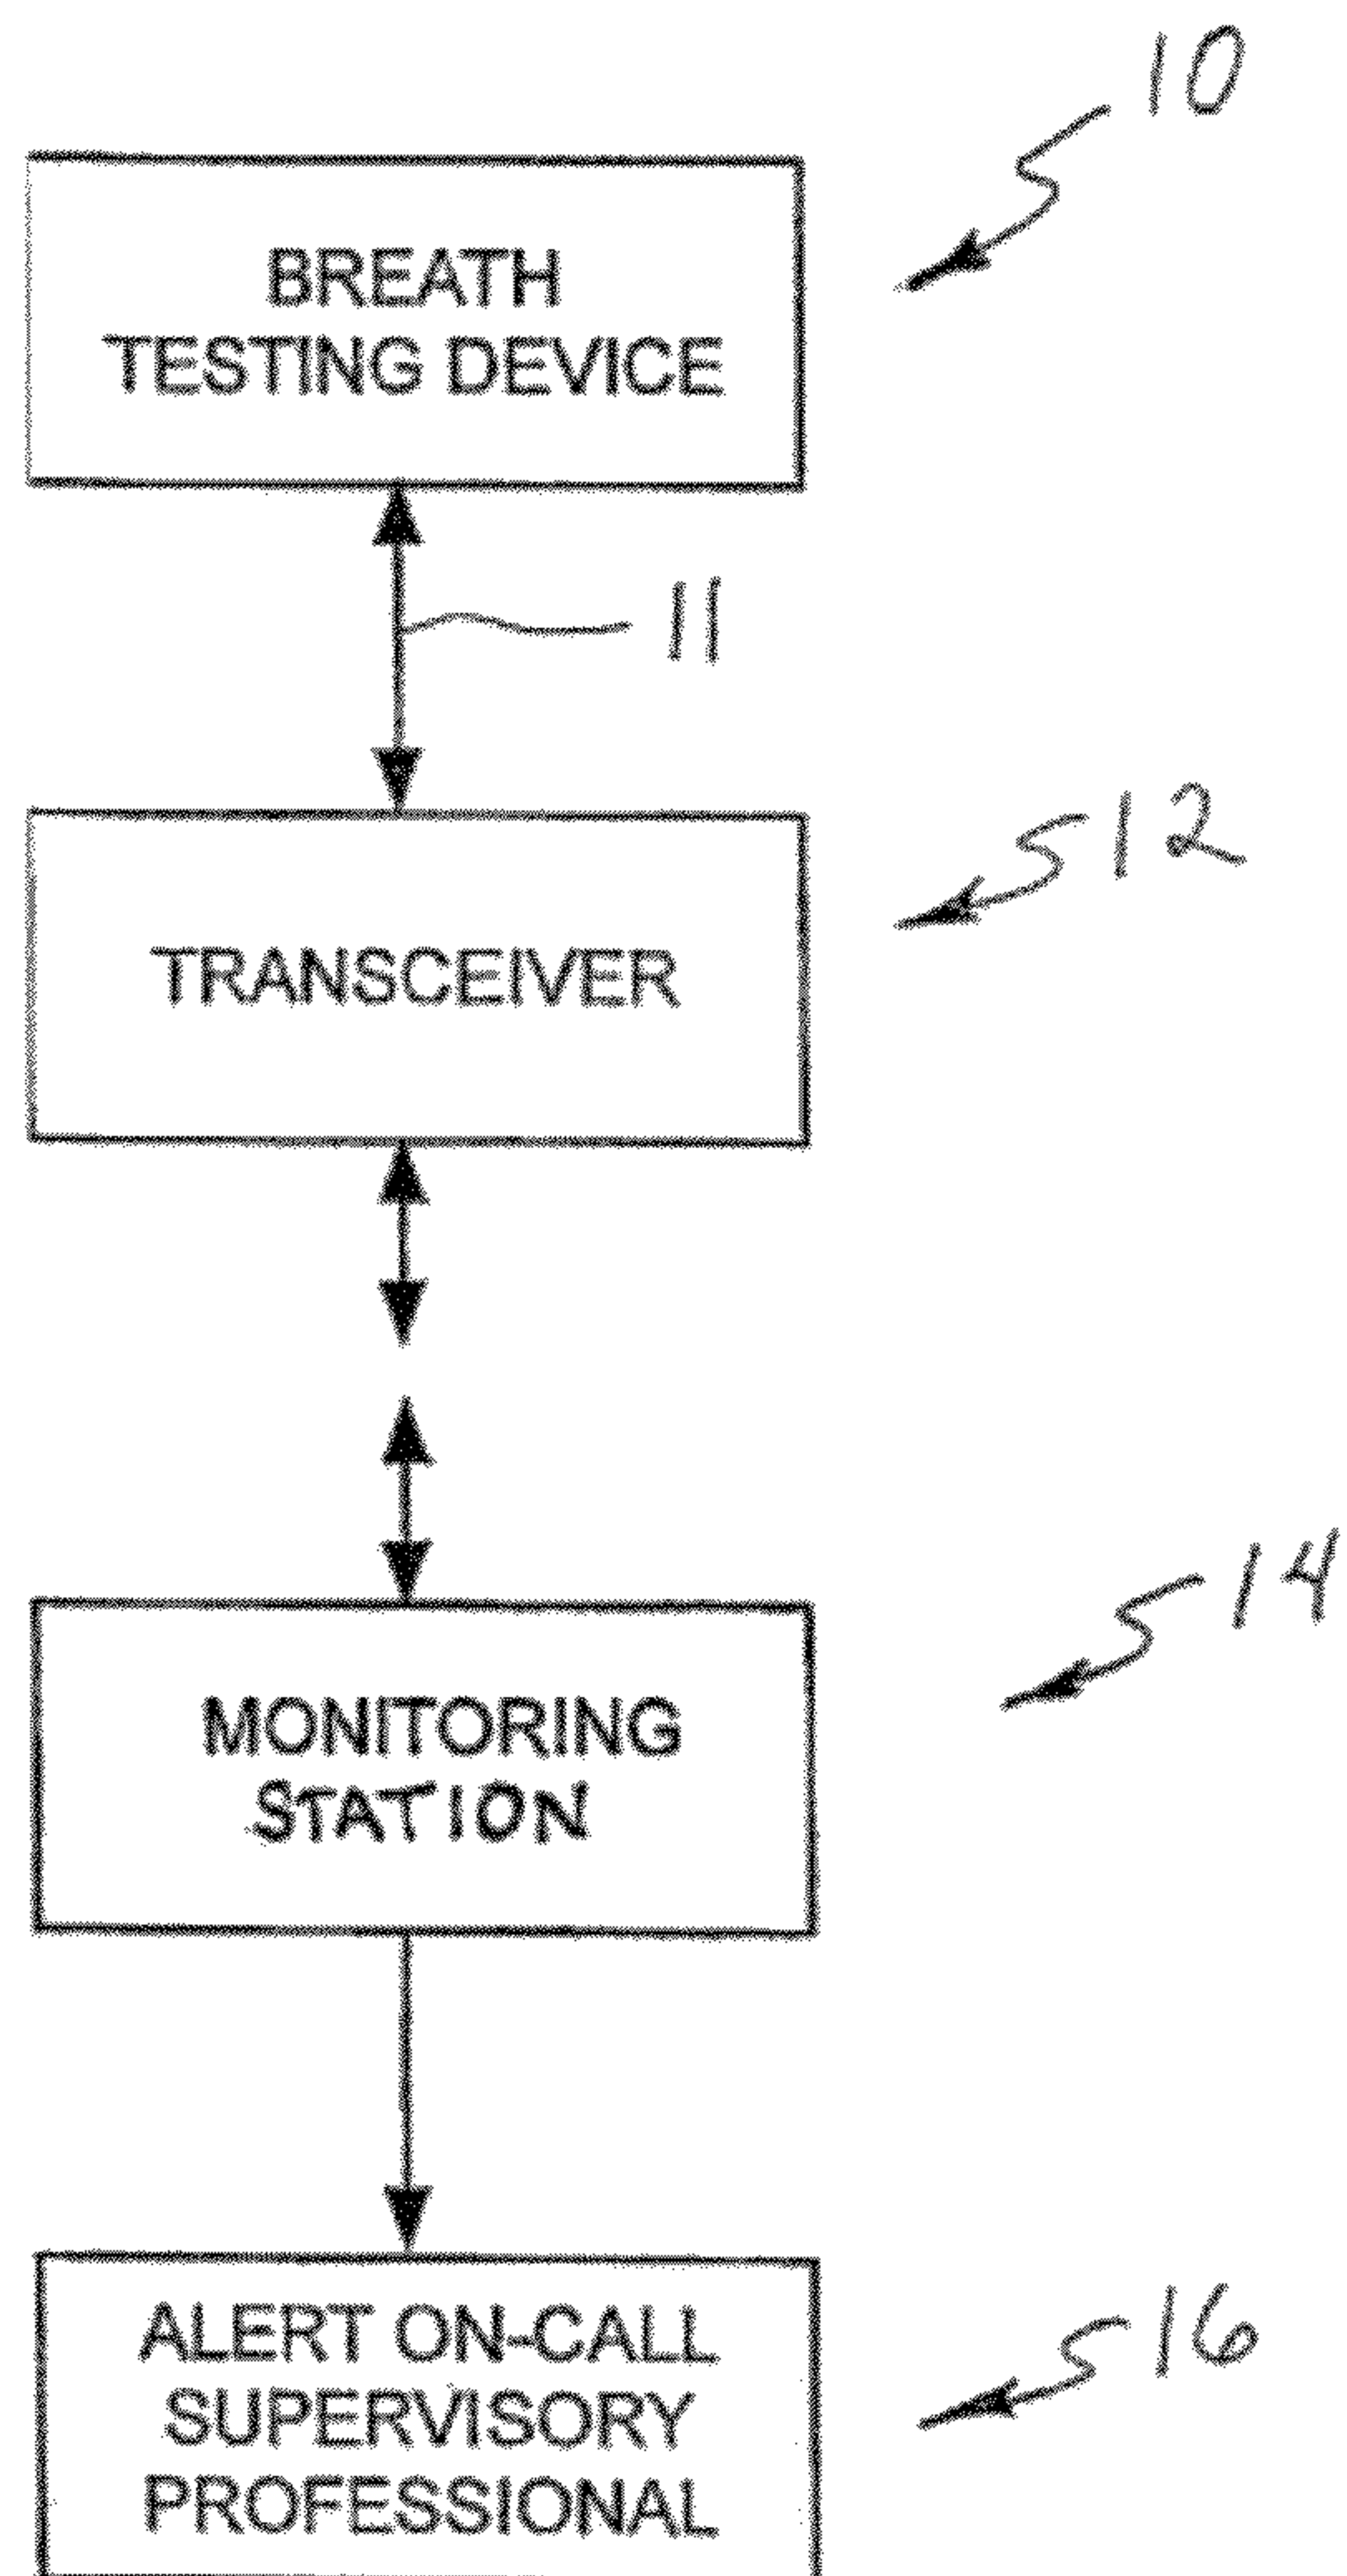 10
BREATH
TESTING DEVICE
11
12
TRANSCEIVER
14
MONITORING
STATION
16
ALERT ON-CALL
SUPERVISORY
PROFESSIONAL